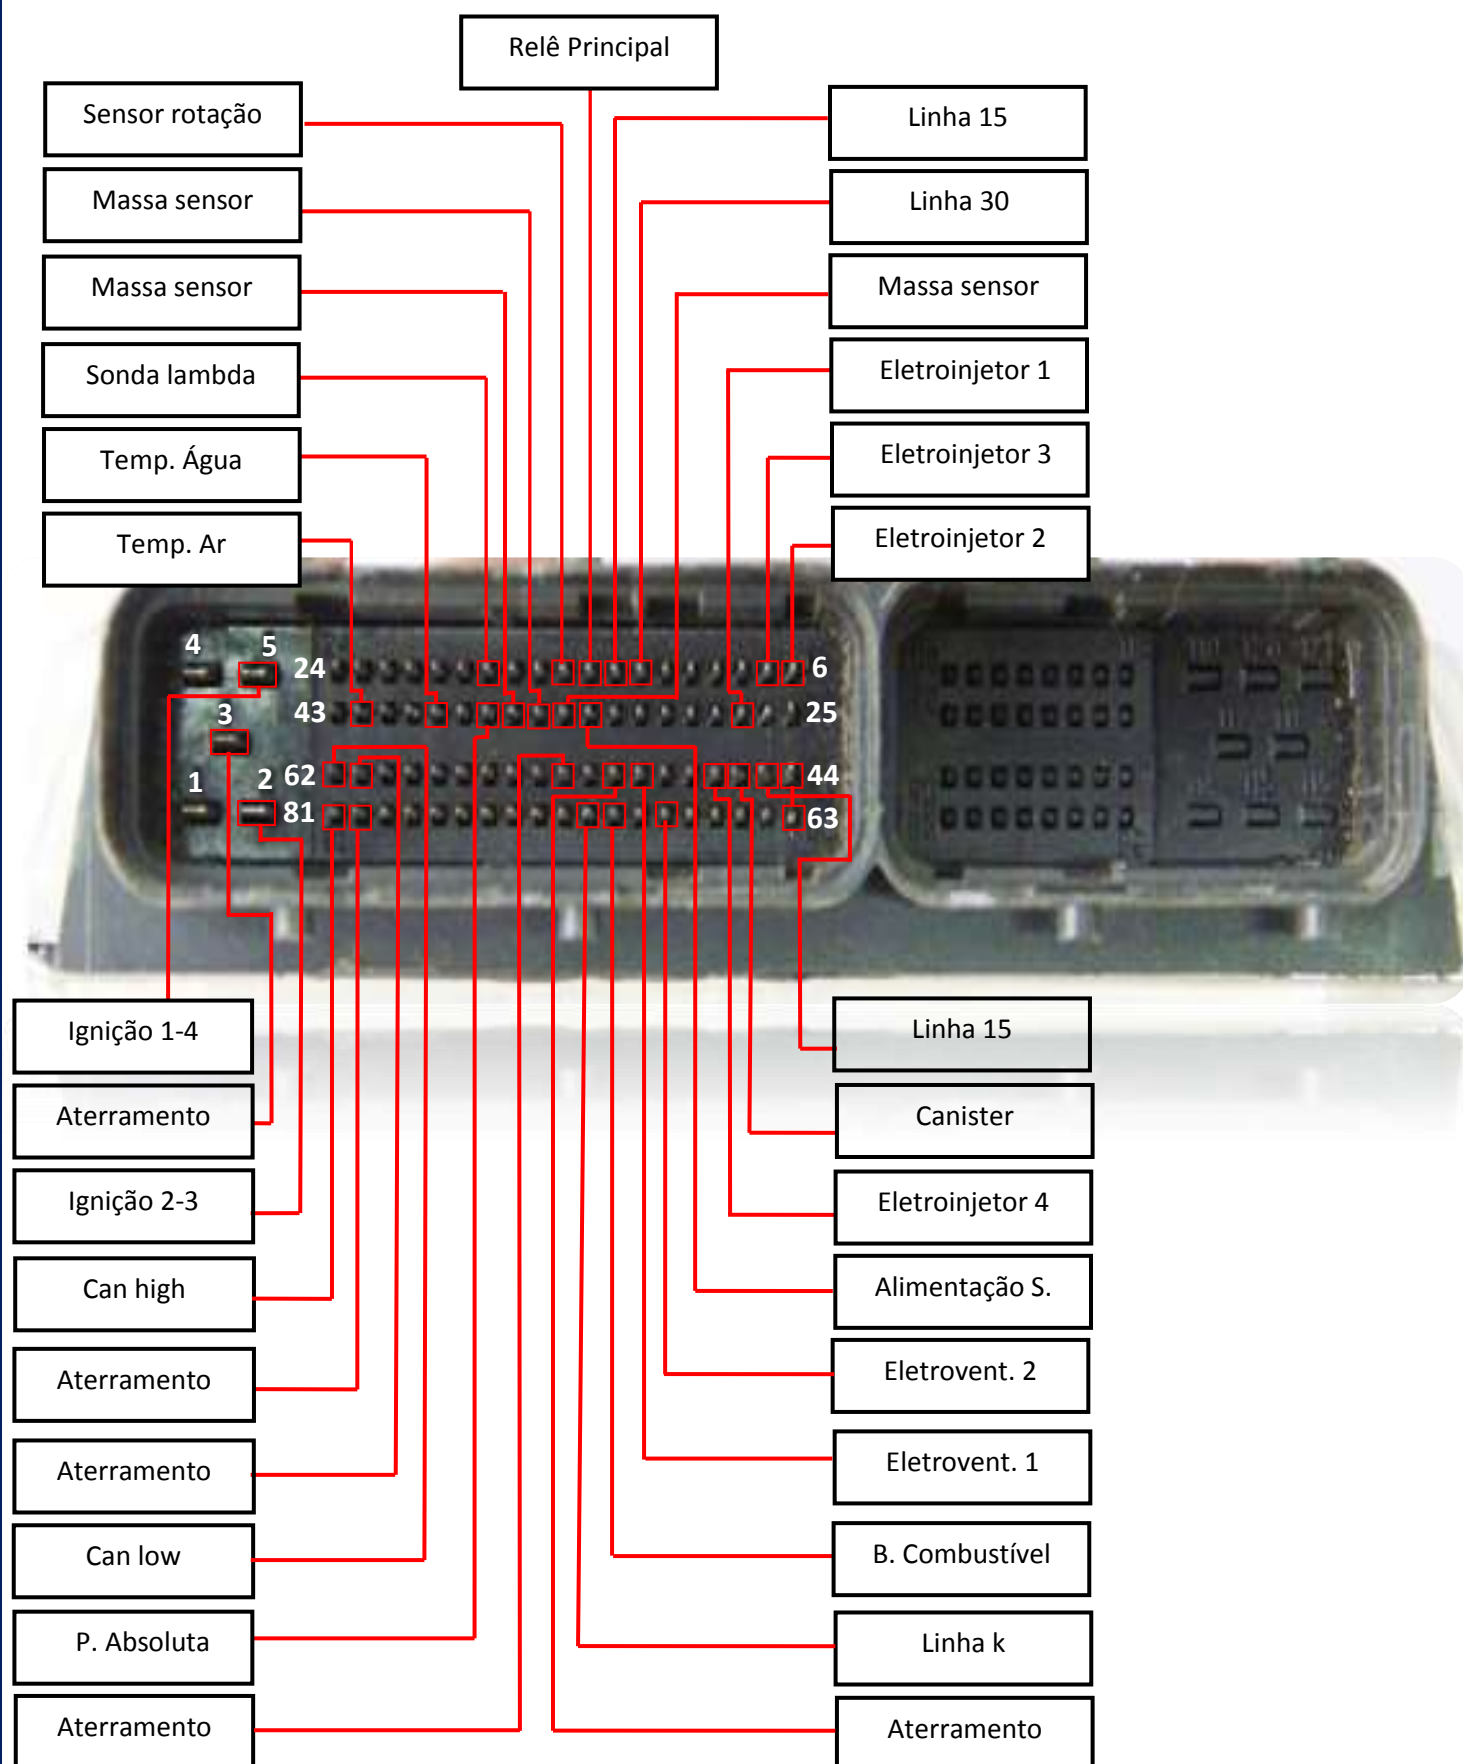 Relê Principal
Sensor rotação
Linha 15
Massa sensor
Linha 30
Massa sensor
Massa sensor
Sonda lambda
Eletroinjetor 1
Temp. Água
Eletroinjetor 3
Temp. Ar
Eletroinjetor 2
4 5 24 6
3 43 25
1 2 62 44
81 63
Ignição 1-4
Linha 15
Aterramento
Canister
Ignição 2-3
Eletroinjetor 4
Can high
Alimentação S.
Aterramento
Eletrovent. 2
Aterramento
Eletrovent. 1
Can low
B. Combustível
P. Absoluta
Linha k
Aterramento
Aterramento